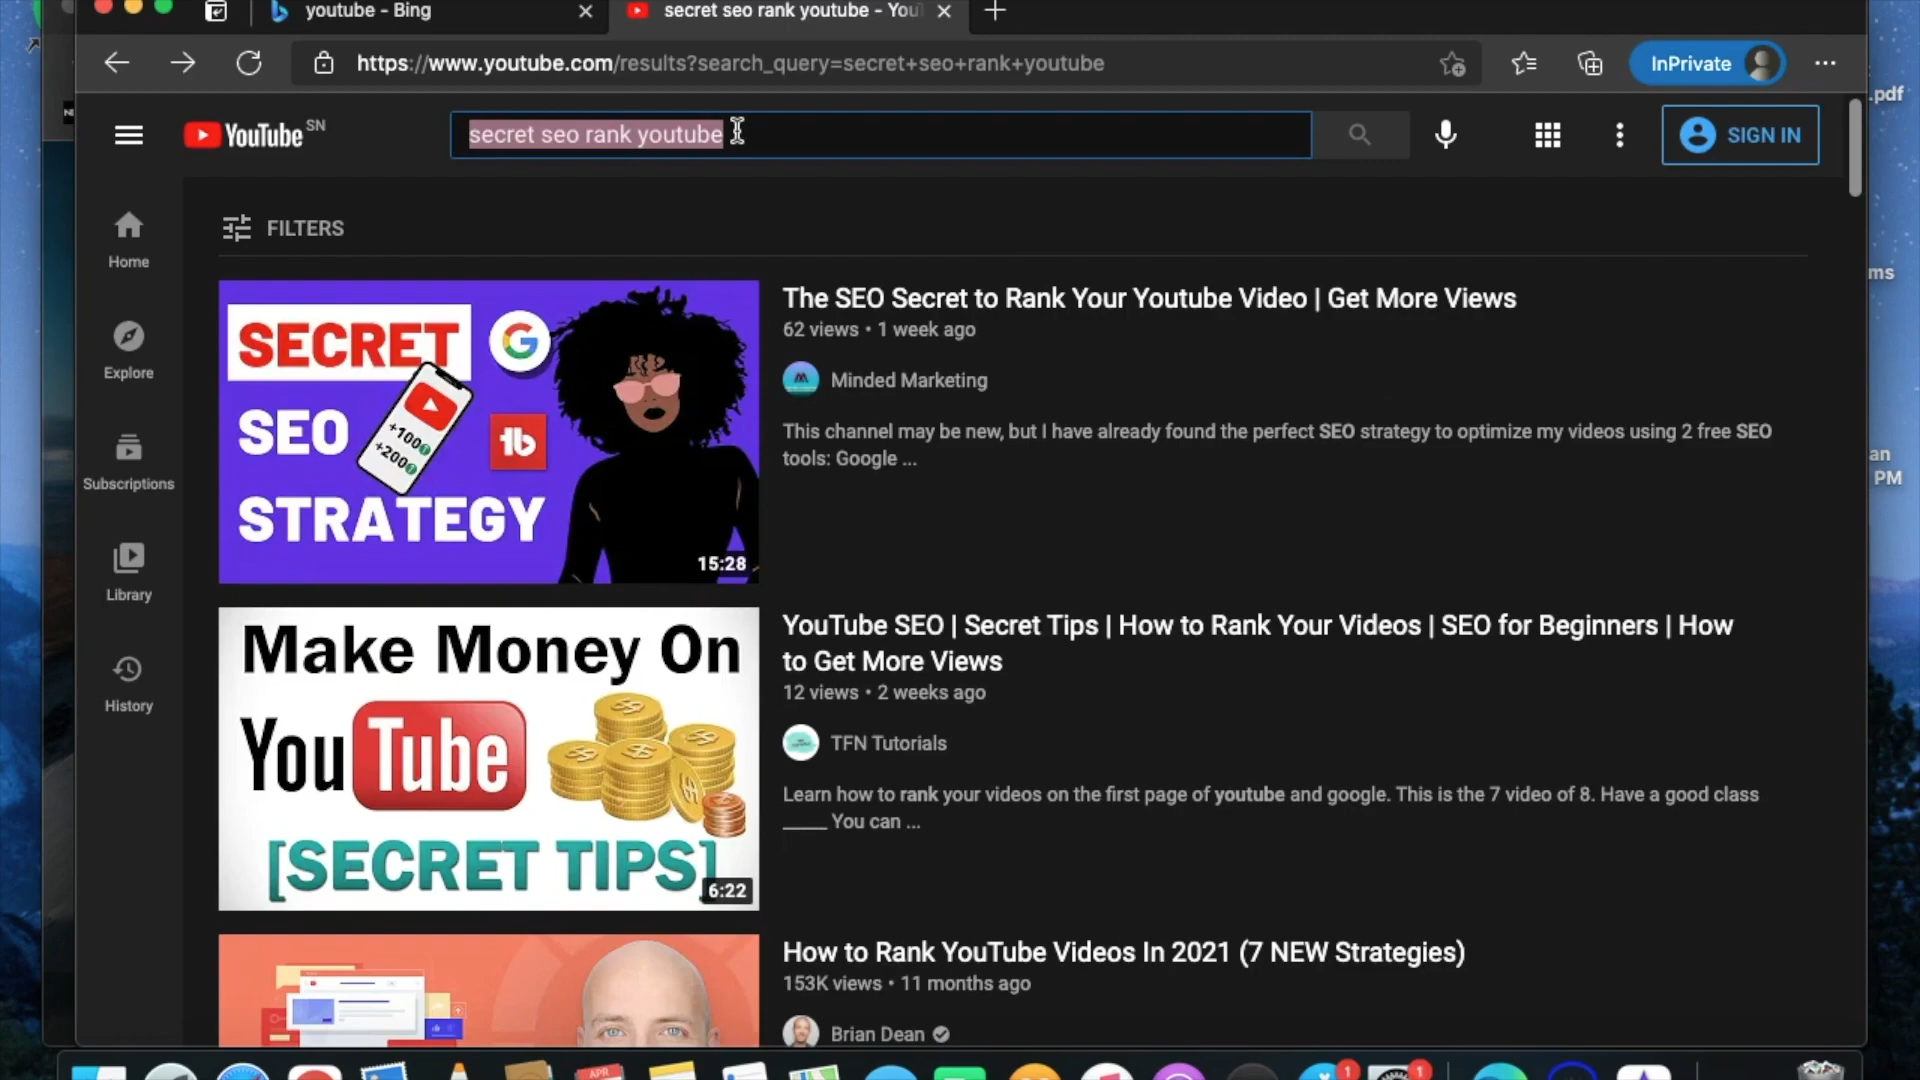 youtube - Bing
secret seo rank youtube - You
https://www.youtube.com/results?search_query=secret+seo+rank+youtube
InPrivate
.pdf
YouTube SN
secret seo rank youtube
SIGN IN
Home
Explore
Subscriptions
Library
History
FILTERS
SECRET
SEO
STRATEGY
+100
+200
15:28
The SEO Secret to Rank Your Youtube Video | Get More Views
62 views • 1 week ago
Minded Marketing
This channel may be new, but I have already found the perfect SEO strategy to optimize my videos using 2 free SEO
tools: Google ...
Make Money On
YouTube
[SECRET TIPS]
6:22
YouTube SEO | Secret Tips | How to Rank Your Videos | SEO for Beginners | How
to Get More Views
12 views • 2 weeks ago
TFN Tutorials
Learn how to rank your videos on the first page of youtube and google. This is the 7 video of 8. Have a good class
_____ You can ...
How to Rank YouTube Videos In 2021 (7 NEW Strategies)
153K views • 11 months ago
Brian Dean
ms
an
PM
APR
1
1